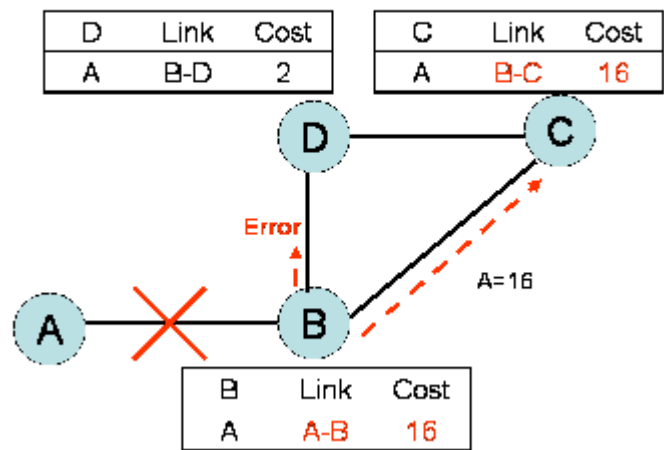 D Link Cost
A B-D 2
C Link Cost
A B-C 16
D
C
Error
A=16
A
B
B Link Cost
A A-B 16